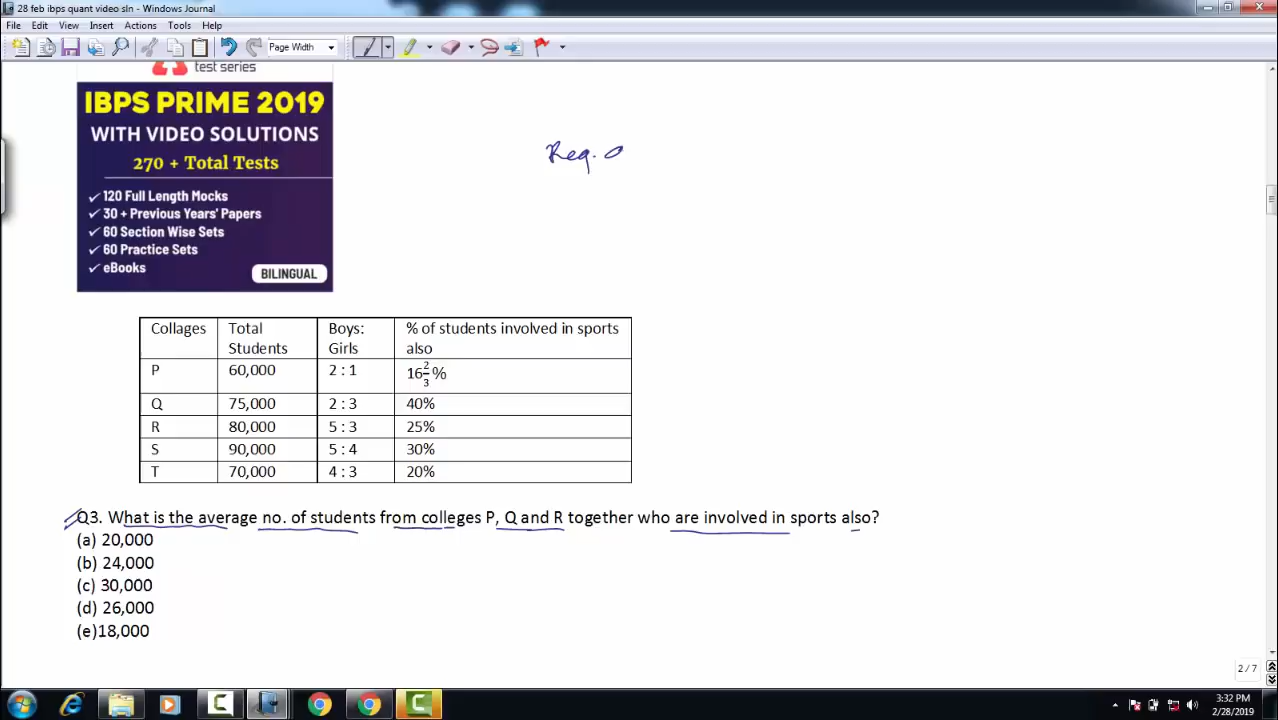 28 feb ibps quant video sln - Windows Journal
File Edit View Insert Actions Tools Help
Page Width
test series
IBPS PRIME 2019
WITH VIDEO SOLUTIONS
270 + Total Tests
✓ 120 Full Length Mocks
✓ 30 + Previous Years' Papers
✓ 60 Section Wise Sets
✓ 60 Practice Sets
✓ eBooks
BILINGUAL
Req.
Collages Total Students Boys: Girls % of students involved in sports also
P 60,000 2 : 1 16 2/3 %
Q 75,000 2 : 3 40%
R 80,000 5 : 3 25%
S 90,000 5 : 4 30%
T 70,000 4 : 3 20%
Q3. What is the average no. of students from colleges P, Q and R together who are involved in sports also?
(a) 20,000
(b) 24,000
(c) 30,000
(d) 26,000
(e)18,000
2 / 7
3:32 PM
2/28/2019